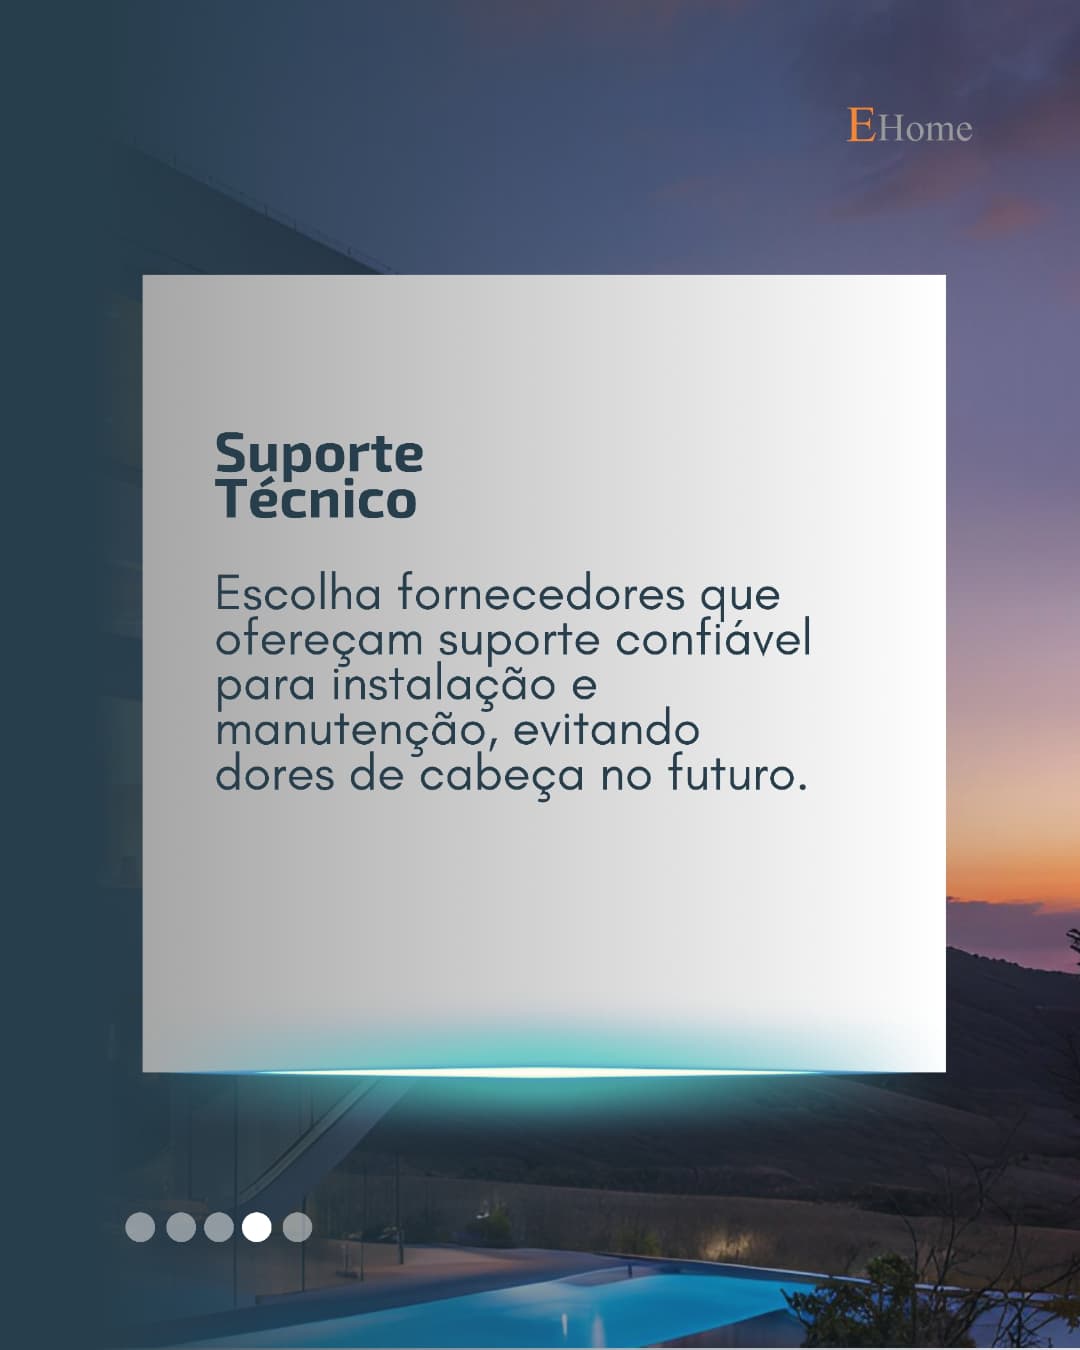 EHome
Suporte
Técnico
Escolha fornecedores que
ofereçam suporte confiável
para instalação e
manutenção, evitando
dores de cabeça no futuro.